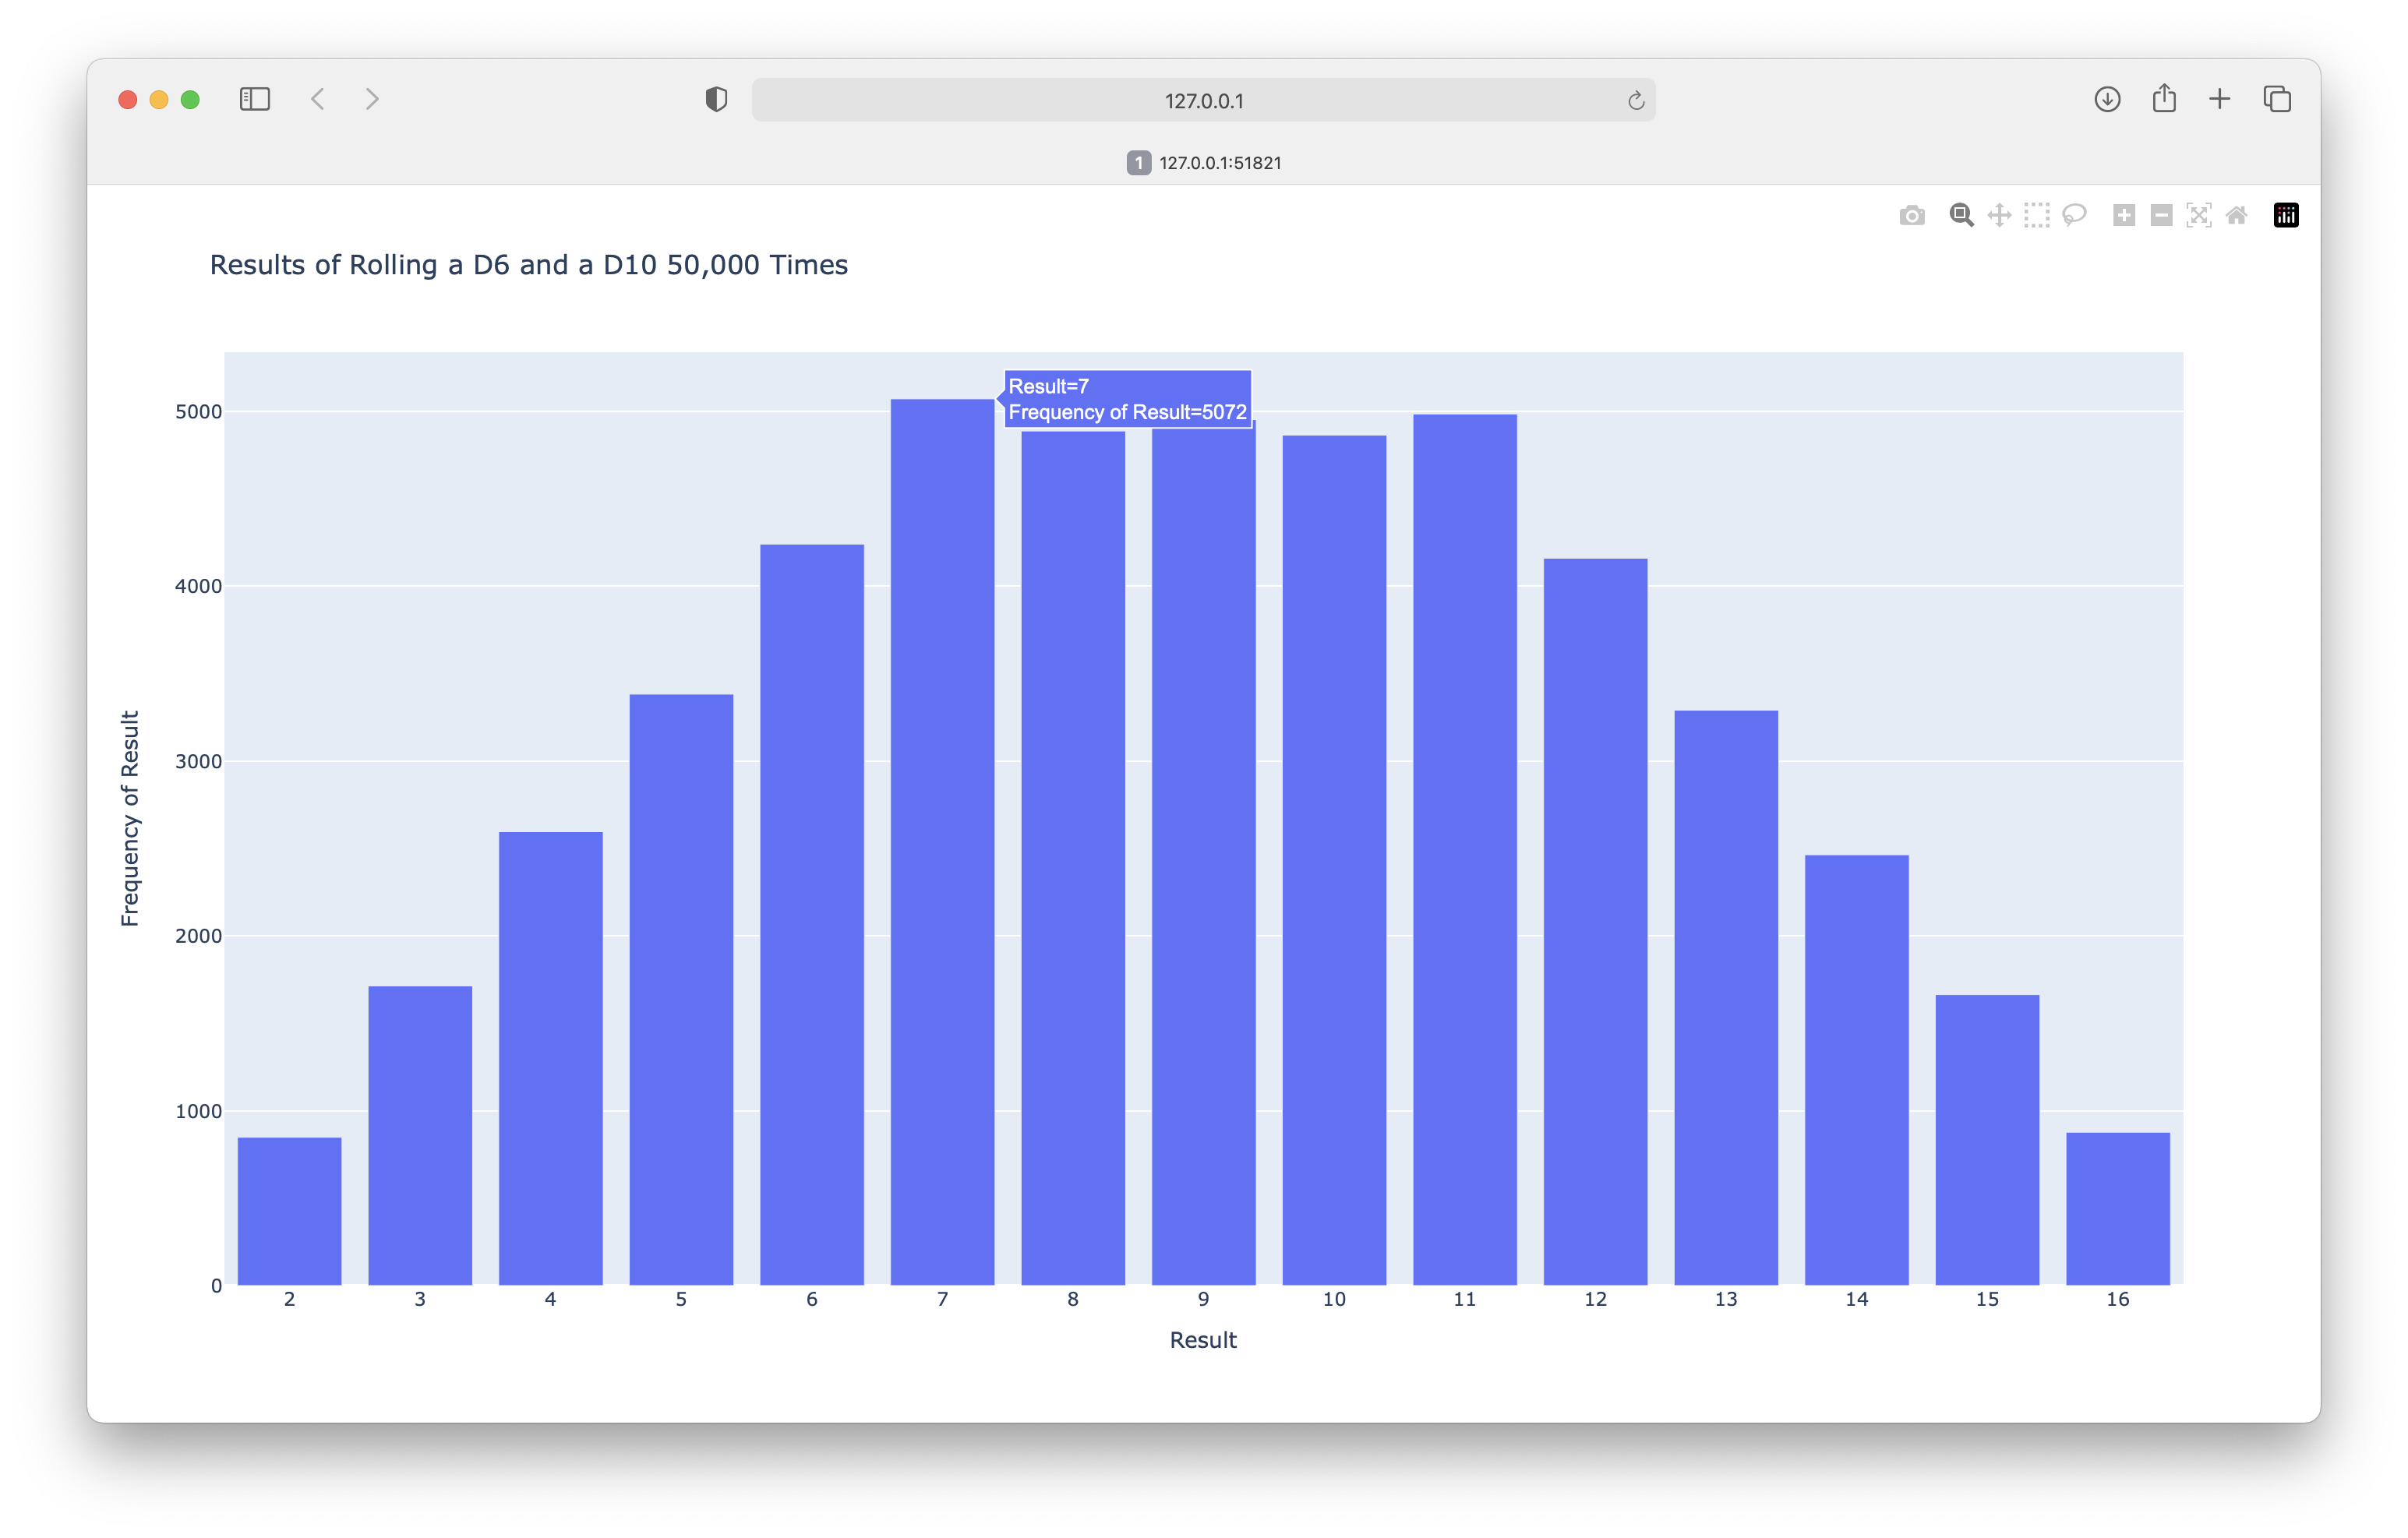 127.0.0.1
1 127.0.0.1:51821
Results of Rolling a D6 and a D10 50,000 Times
Result=7
Frequency of Result=5072
5000
4000
3000
2000
1000
0
Frequency of Result
2 3 4 5 6 7 8 9 10 11 12 13 14 15 16
Result